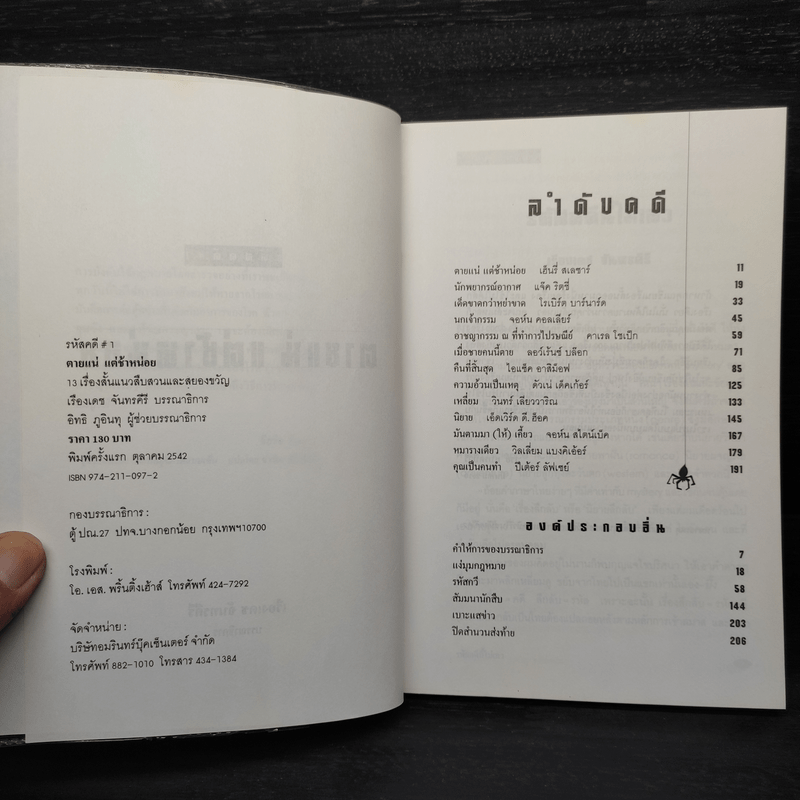 รหัสคดี # 1
ตายแน่ แต่ช้าหน่อย
13 เรื่องสั้นแนวสืบสวนและสยองขวัญ
เรืองเดช จันทรคีรี บรรณาธิการ
อิทธิ ภูอินทุ ผู้ช่วยบรรณาธิการ
ราคา 130 บาท
พิมพ์ครั้งแรก ตุลาคม 2542
ISBN 974-211-097-2
กองบรรณาธิการ :
ตู้ ปณ.27 ปทจ.บางกอกน้อย กรุงเทพฯ10700
โรงพิมพ์ :
โอ. เอส. พริ้นติ้งเฮ้าส์ โทรศัพท์ 424-7292
จัดจำหน่าย :
บริษัทอมรินทร์บุ๊คเซ็นเตอร์ จำกัด
โทรศัพท์ 882-1010 โทรสาร 434-1384
ลำดับคดี
ตายแน่ แต่ช้าหน่อย เฮ็นรี่ สเลซาร์ 11
นักพยากรณ์อากาศ แจ๊ค ริตชี่ 19
เด็ดขาดกว่าหย่าขาด โรเบิร์ต บาร์นาร์ด 33
นกเจ้ากรรม จอห์น คอลเลียร์ 45
อาชญากรรม ณ ที่ทำการไปรษณีย์ คาเรล โชเป๊ก 59
เมื่อชายคนนี้ตาย ลอว์เร้นซ์ บล๊อก 71
คืนที่สิ้นสุด ไอแซ็ค อาสิม็อฟ 85
ความอ้วนเป็นเหตุ ตัวเน่ เด็คเก้อร์ 125
เหลี่ยม วินทร์ เลียววาริณ 133
นิยาย เอ็ดเวิร์ด ดี. ฮ็อค 145
มันตามมา (ให้) เคี้ยว จอห์น สไตน์เบ็ค 167
หมารางเดียว วิลเลี่ยม แบงคิเอ้อร์ 179
คุณเป็นคนทำ ปีเต้อร์ ลัฟเซย์ 191
องค์ประกอบอื่น
คำให้การของบรรณาธิการ 7
แง่มุมกฎหมาย 18
รหัสกวี 58
สัมมนานักสืบ 144
เบาะแสข่าว 203
ปิดสำนวนส่งท้าย 206